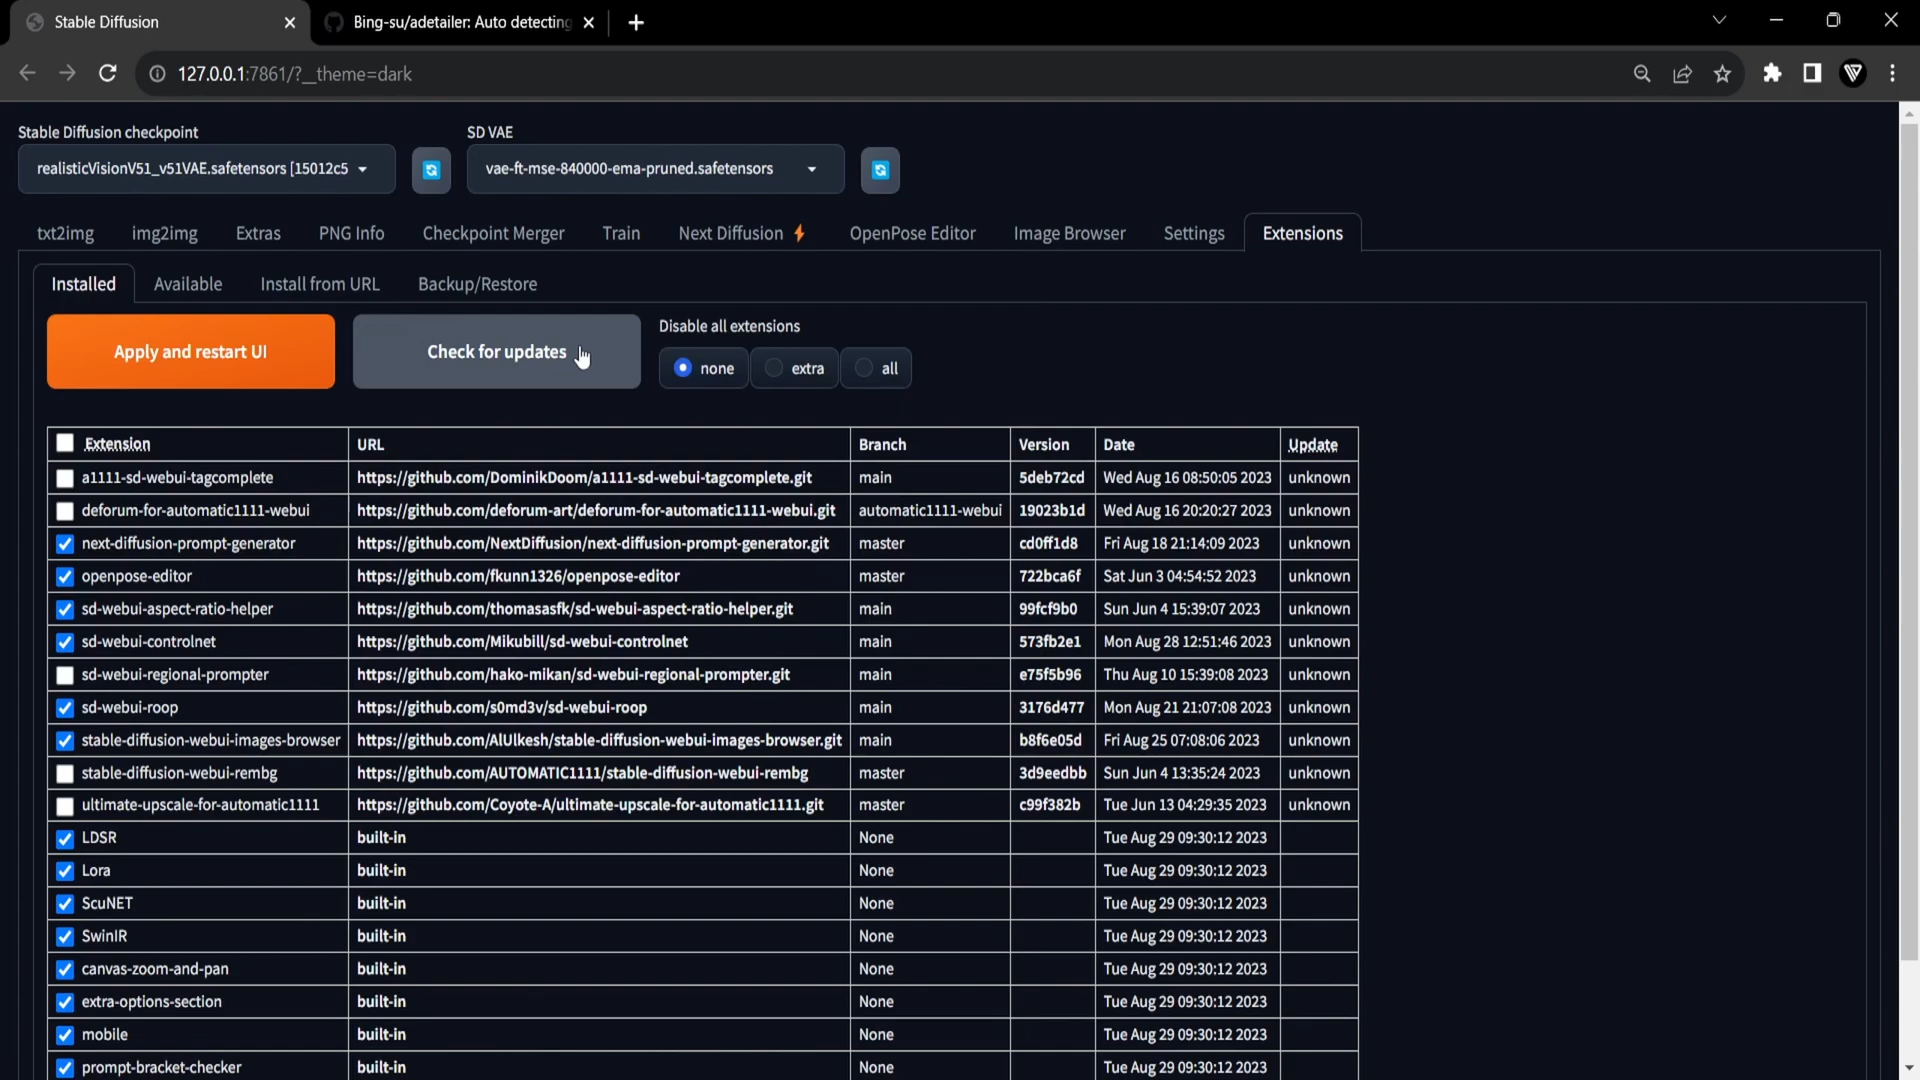 Stable Diffusion
Bing-su/adetailer: Auto detecting
127.0.0.1:7861/?__theme=dark
Stable Diffusion checkpoint
SD VAE
realisticVisionV51_v51VAE.safetensors [15012c5
vae-ft-mse-840000-ema-pruned.safetensors
txt2img img2img Extras PNG Info Checkpoint Merger Train Next Diffusion OpenPose Editor Image Browser Settings Extensions
Installed Available Install from URL Backup/Restore
Disable all extensions
Apply and restart UI Check for updates
none extra all
Extension URL Branch Version Date Update
a1111-sd-webui-tagcomplete https://github.com/DominikDoom/a1111-sd-webui-tagcomplete.git main 5deb72cd Wed Aug 16 08:50:05 2023 unknown
deforum-for-automatic1111-webui https://github.com/deforum-art/deforum-for-automatic1111-webui.git automatic1111-webui 19023b1d Wed Aug 16 20:20:27 2023 unknown
next-diffusion-prompt-generator https://github.com/NextDiffusion/next-diffusion-prompt-generator.git master cd0ff1d8 Fri Aug 18 21:14:09 2023 unknown
openpose-editor https://github.com/fkunn1326/openpose-editor master 722bca6f Sat Jun 3 04:54:52 2023 unknown
sd-webui-aspect-ratio-helper https://github.com/thomasasfk/sd-webui-aspect-ratio-helper.git main 99fcf9b0 Sun Jun 4 15:39:07 2023 unknown
sd-webui-controlnet https://github.com/Mikubill/sd-webui-controlnet main 573fb2e1 Mon Aug 28 12:51:46 2023 unknown
sd-webui-regional-prompter https://github.com/hako-mikan/sd-webui-regional-prompter.git main e75f5b96 Thu Aug 10 15:39:08 2023 unknown
sd-webui-roop https://github.com/s0md3v/sd-webui-roop main 3176d477 Mon Aug 21 21:07:08 2023 unknown
stable-diffusion-webui-images-browser https://github.com/AlUlkesh/stable-diffusion-webui-images-browser.git main b8f6e05d Fri Aug 25 07:08:06 2023 unknown
stable-diffusion-webui-rembg https://github.com/AUTOMATIC1111/stable-diffusion-webui-rembg master 3d9eedbb Sun Jun 4 13:35:24 2023 unknown
ultimate-upscale-for-automatic1111 https://github.com/Coyote-A/ultimate-upscale-for-automatic1111.git master c99f382b Tue Jun 13 04:29:35 2023 unknown
LDSR built-in None Tue Aug 29 09:30:12 2023
Lora built-in None Tue Aug 29 09:30:12 2023
ScuNET built-in None Tue Aug 29 09:30:12 2023
SwinIR built-in None Tue Aug 29 09:30:12 2023
canvas-zoom-and-pan built-in None Tue Aug 29 09:30:12 2023
extra-options-section built-in None Tue Aug 29 09:30:12 2023
mobile built-in None Tue Aug 29 09:30:12 2023
prompt-bracket-checker built-in None Tue Aug 29 09:30:12 2023